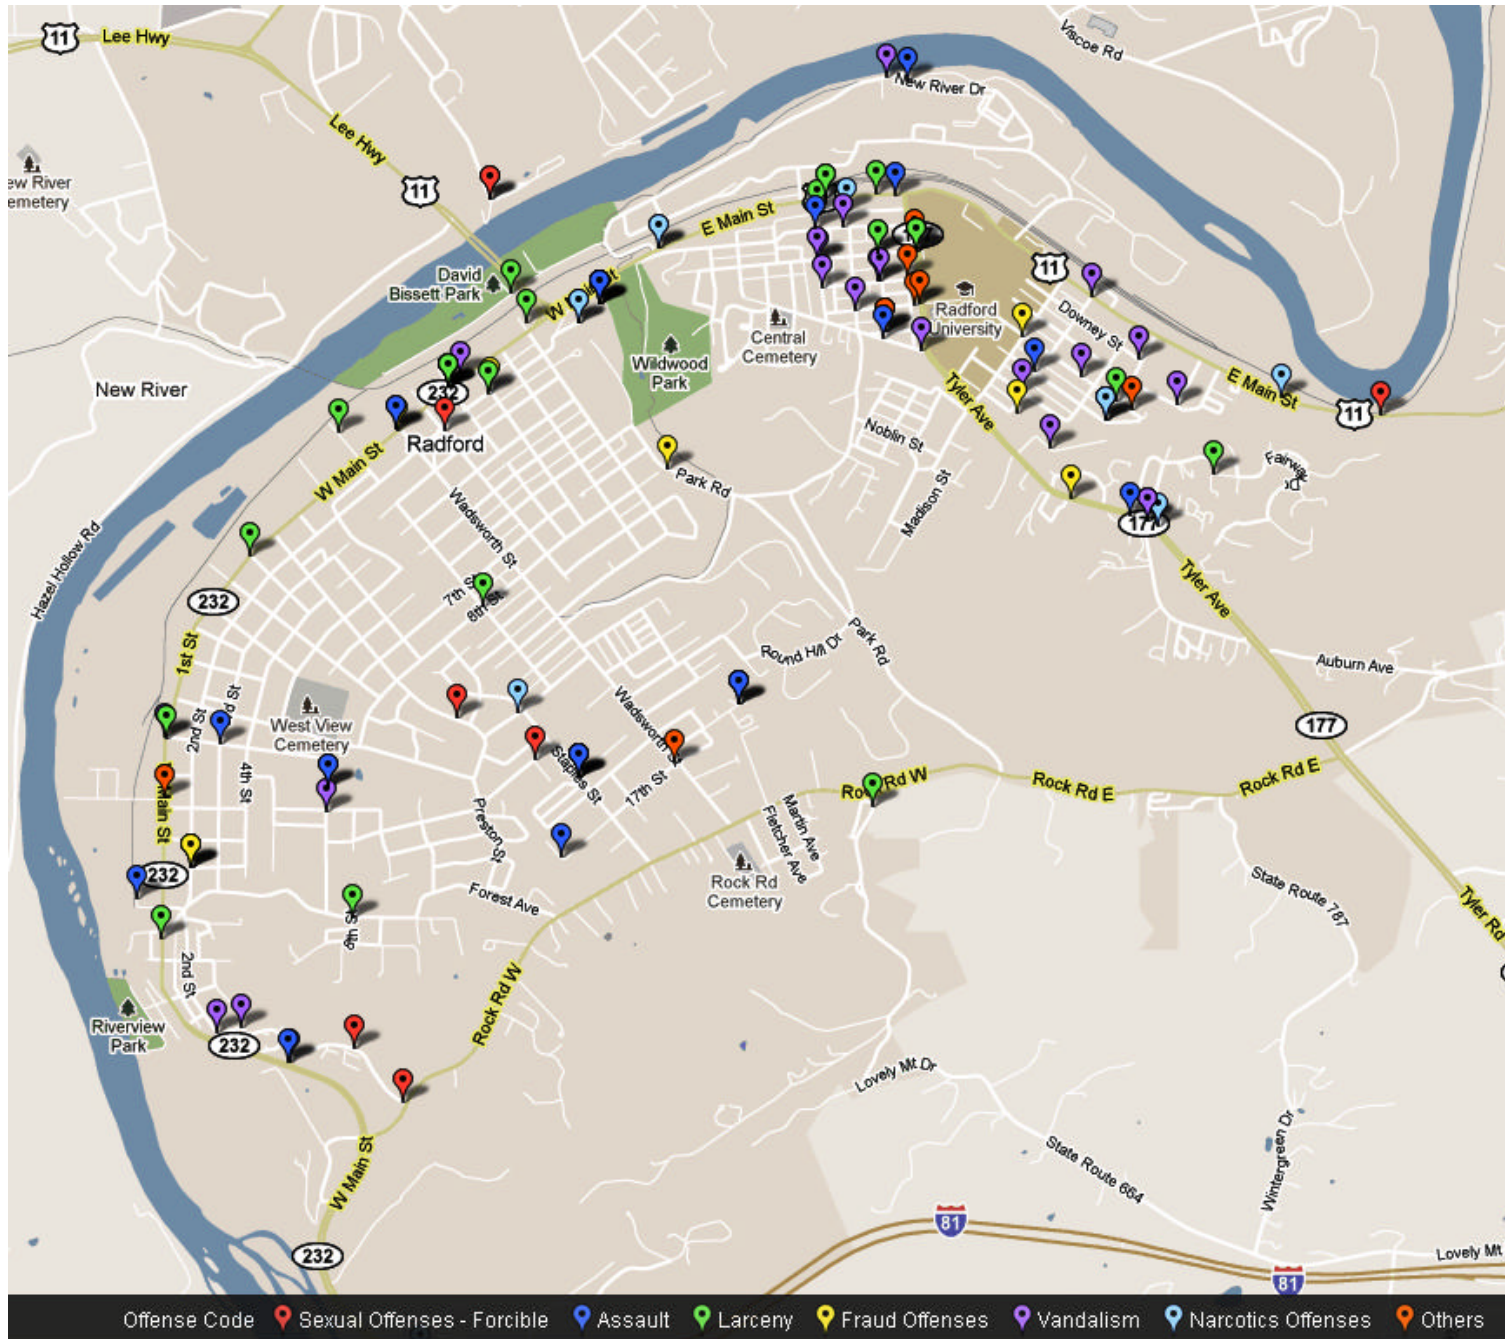 11
Lee Hwy
Viscoe Rd
New River Dr
Lee Hwy
ew River
emetery
11
E Main St
David
Bissett Park
11
Radford
University
Downey St
Central
Cemetery
Wildwood
Park
New River
232
Radford
W Main St
E Main St
11
Tyler Ave
Noblin St
Madison St
Park Rd
Fairway
Dr
177
Hazel Hollow Rd
Wadsworth St
7th St
8th St
232
Tyler Ave
1st St
Round Hill Dr
Park Rd
Auburn Ave
2nd St
West View
Cemetery
Wadsworth St
177
4th St
Staples St
17th St
Rock Rd W
Rock Rd E
Rock Rd E
Main St
Preston St
Martin Ave
Fletcher Ave
232
Rock Rd
Cemetery
Forest Ave
State Route 787
Tyler Rd
2nd St
Riverview
Park
232
Rock Rd W
Lovely Mt Dr
State Route 664
Wintergreen Dr
W Main St
81
232
Lovely Mt
81
Offense Code Sexual Offenses - Forcible Assault Larceny Fraud Offenses Vandalism Narcotics Offenses Others